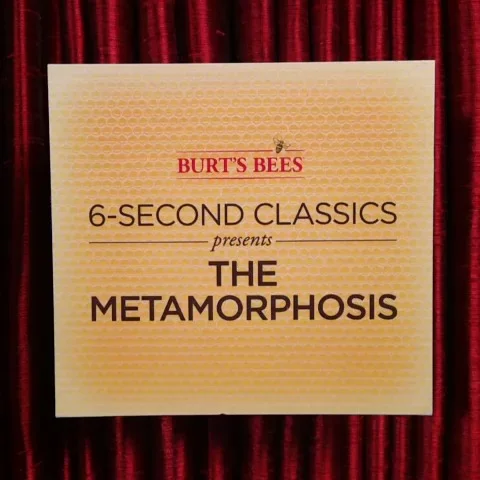 BURT'S BEES
6-SECOND CLASSICS
presents
THE
METAMORPHOSIS